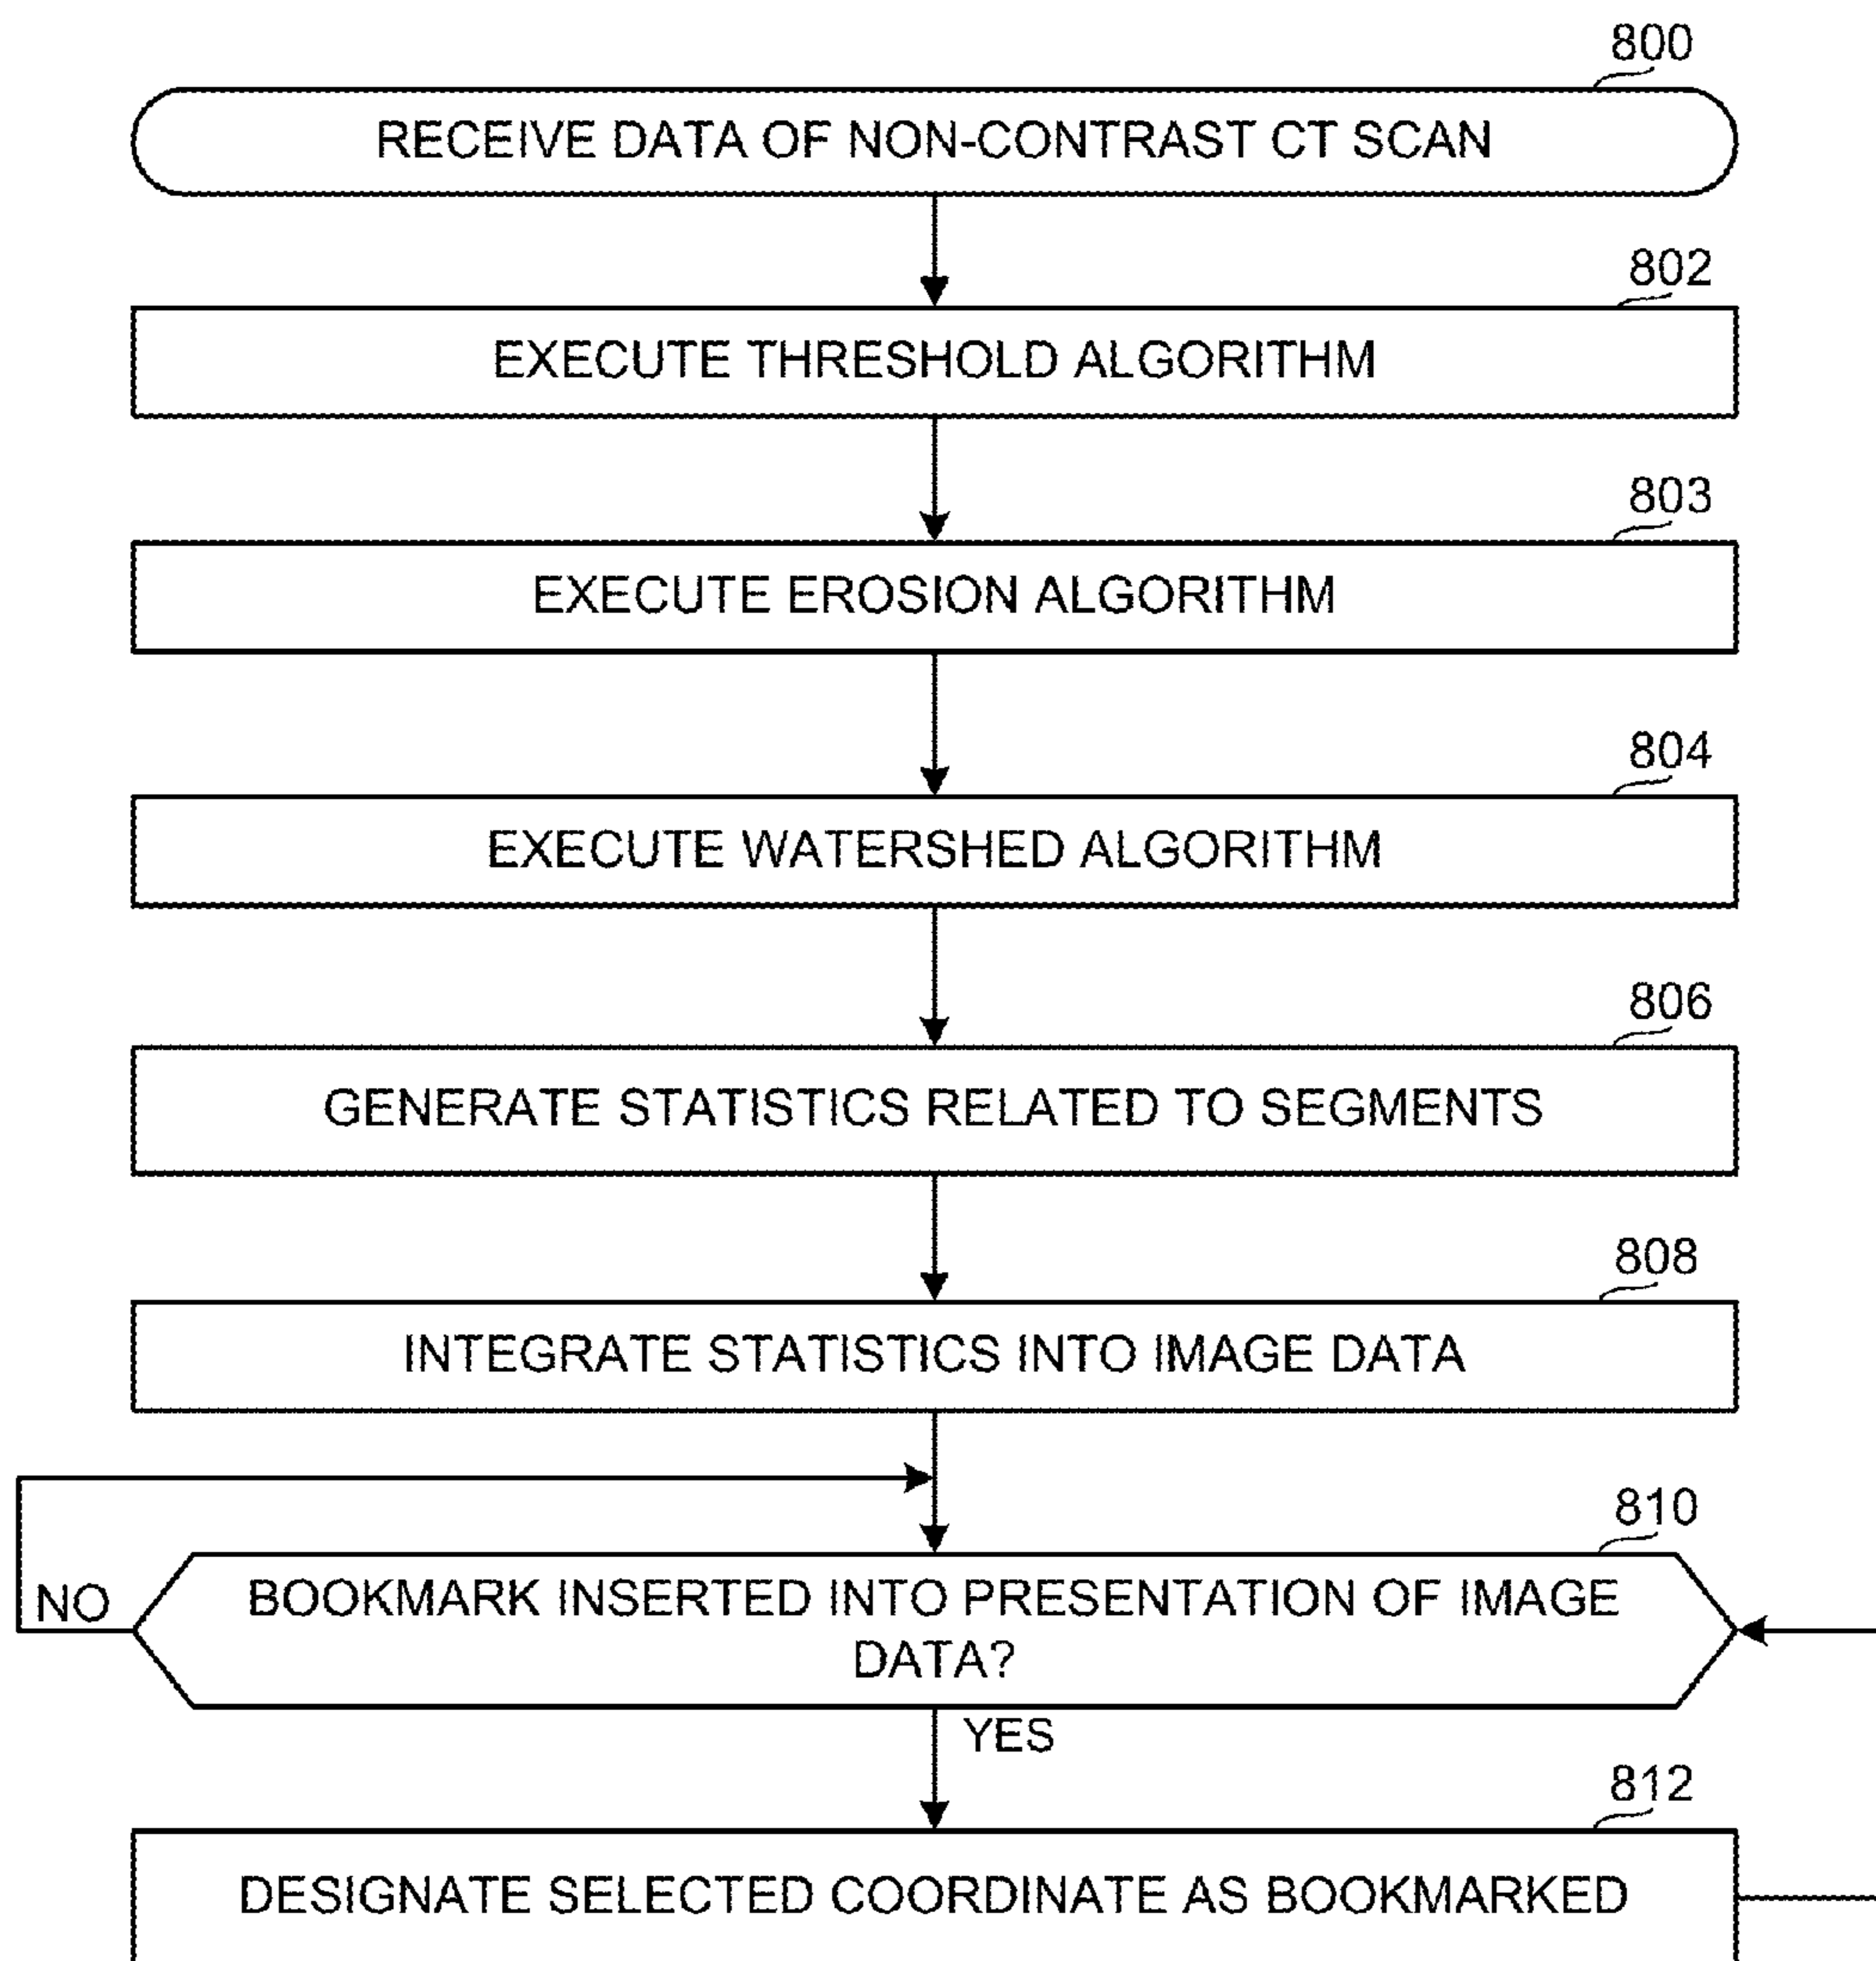 800
RECEIVE DATA OF NON-CONTRAST CT SCAN
802
EXECUTE THRESHOLD ALGORITHM
803
EXECUTE EROSION ALGORITHM
804
EXECUTE WATERSHED ALGORITHM
806
GENERATE STATISTICS RELATED TO SEGMENTS
808
INTEGRATE STATISTICS INTO IMAGE DATA
810
NO
BOOKMARK INSERTED INTO PRESENTATION OF IMAGE
DATA?
YES
812
DESIGNATE SELECTED COORDINATE AS BOOKMARKED